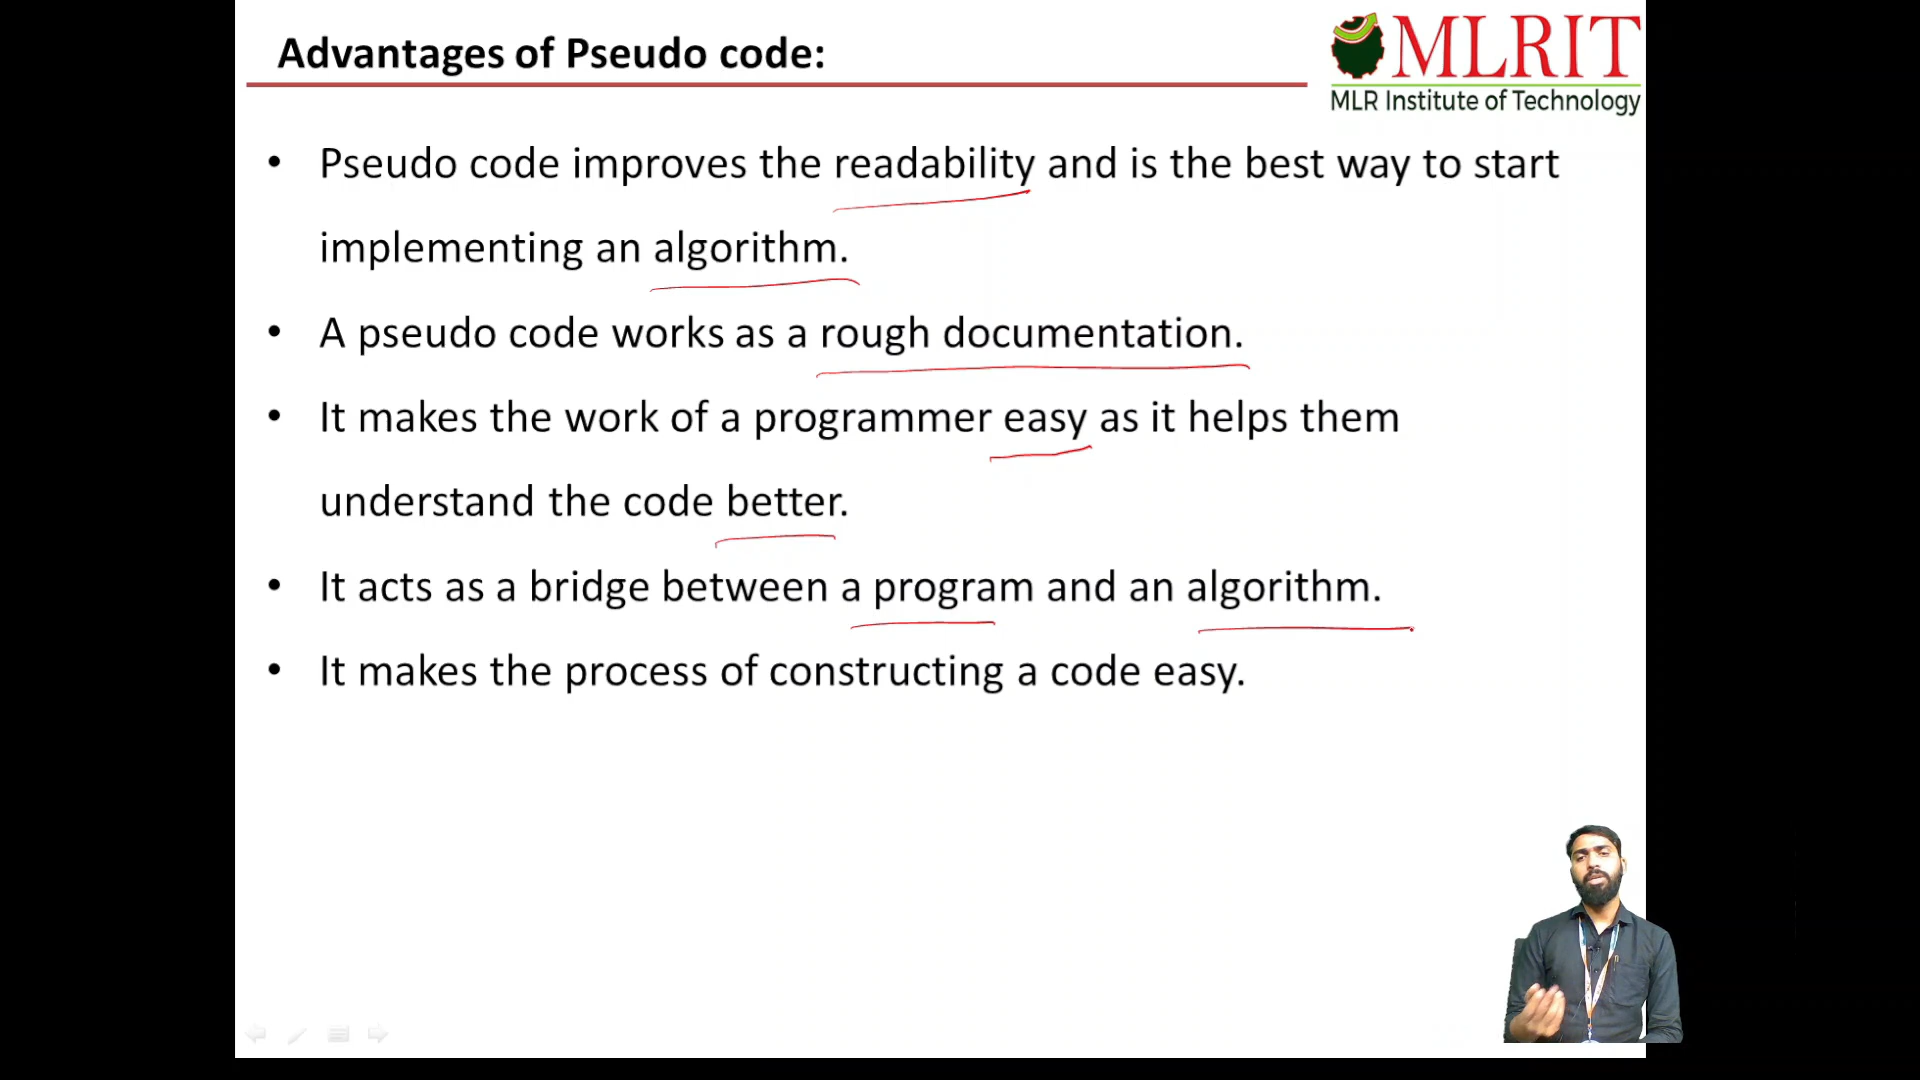 Advantages of Pseudo code:
MLRIT
MLR Institute of Technology
• Pseudo code improves the readability and is the best way to start
implementing an algorithm.
• A pseudo code works as a rough documentation.
• It makes the work of a programmer easy as it helps them
understand the code better.
• It acts as a bridge between a program and an algorithm.
• It makes the process of constructing a code easy.